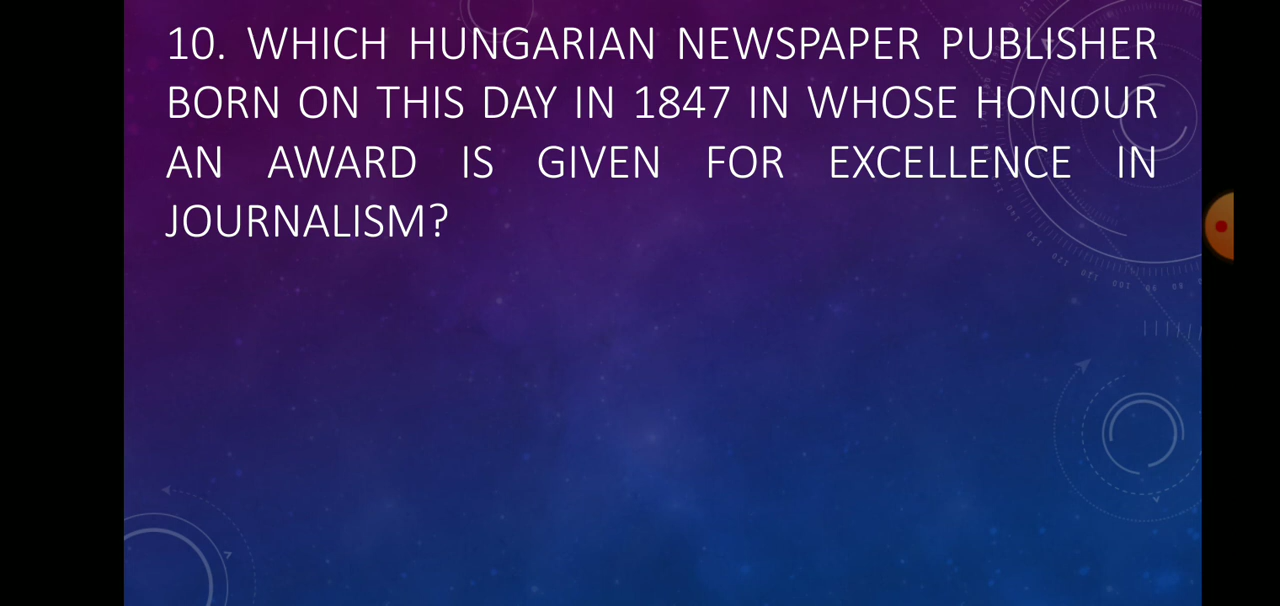 10. WHICH HUNGARIAN NEWSPAPER PUBLISHER
BORN ON THIS DAY IN 1847 IN WHOSE HONOUR
AN AWARD IS GIVEN FOR EXCELLENCE IN
JOURNALISM?